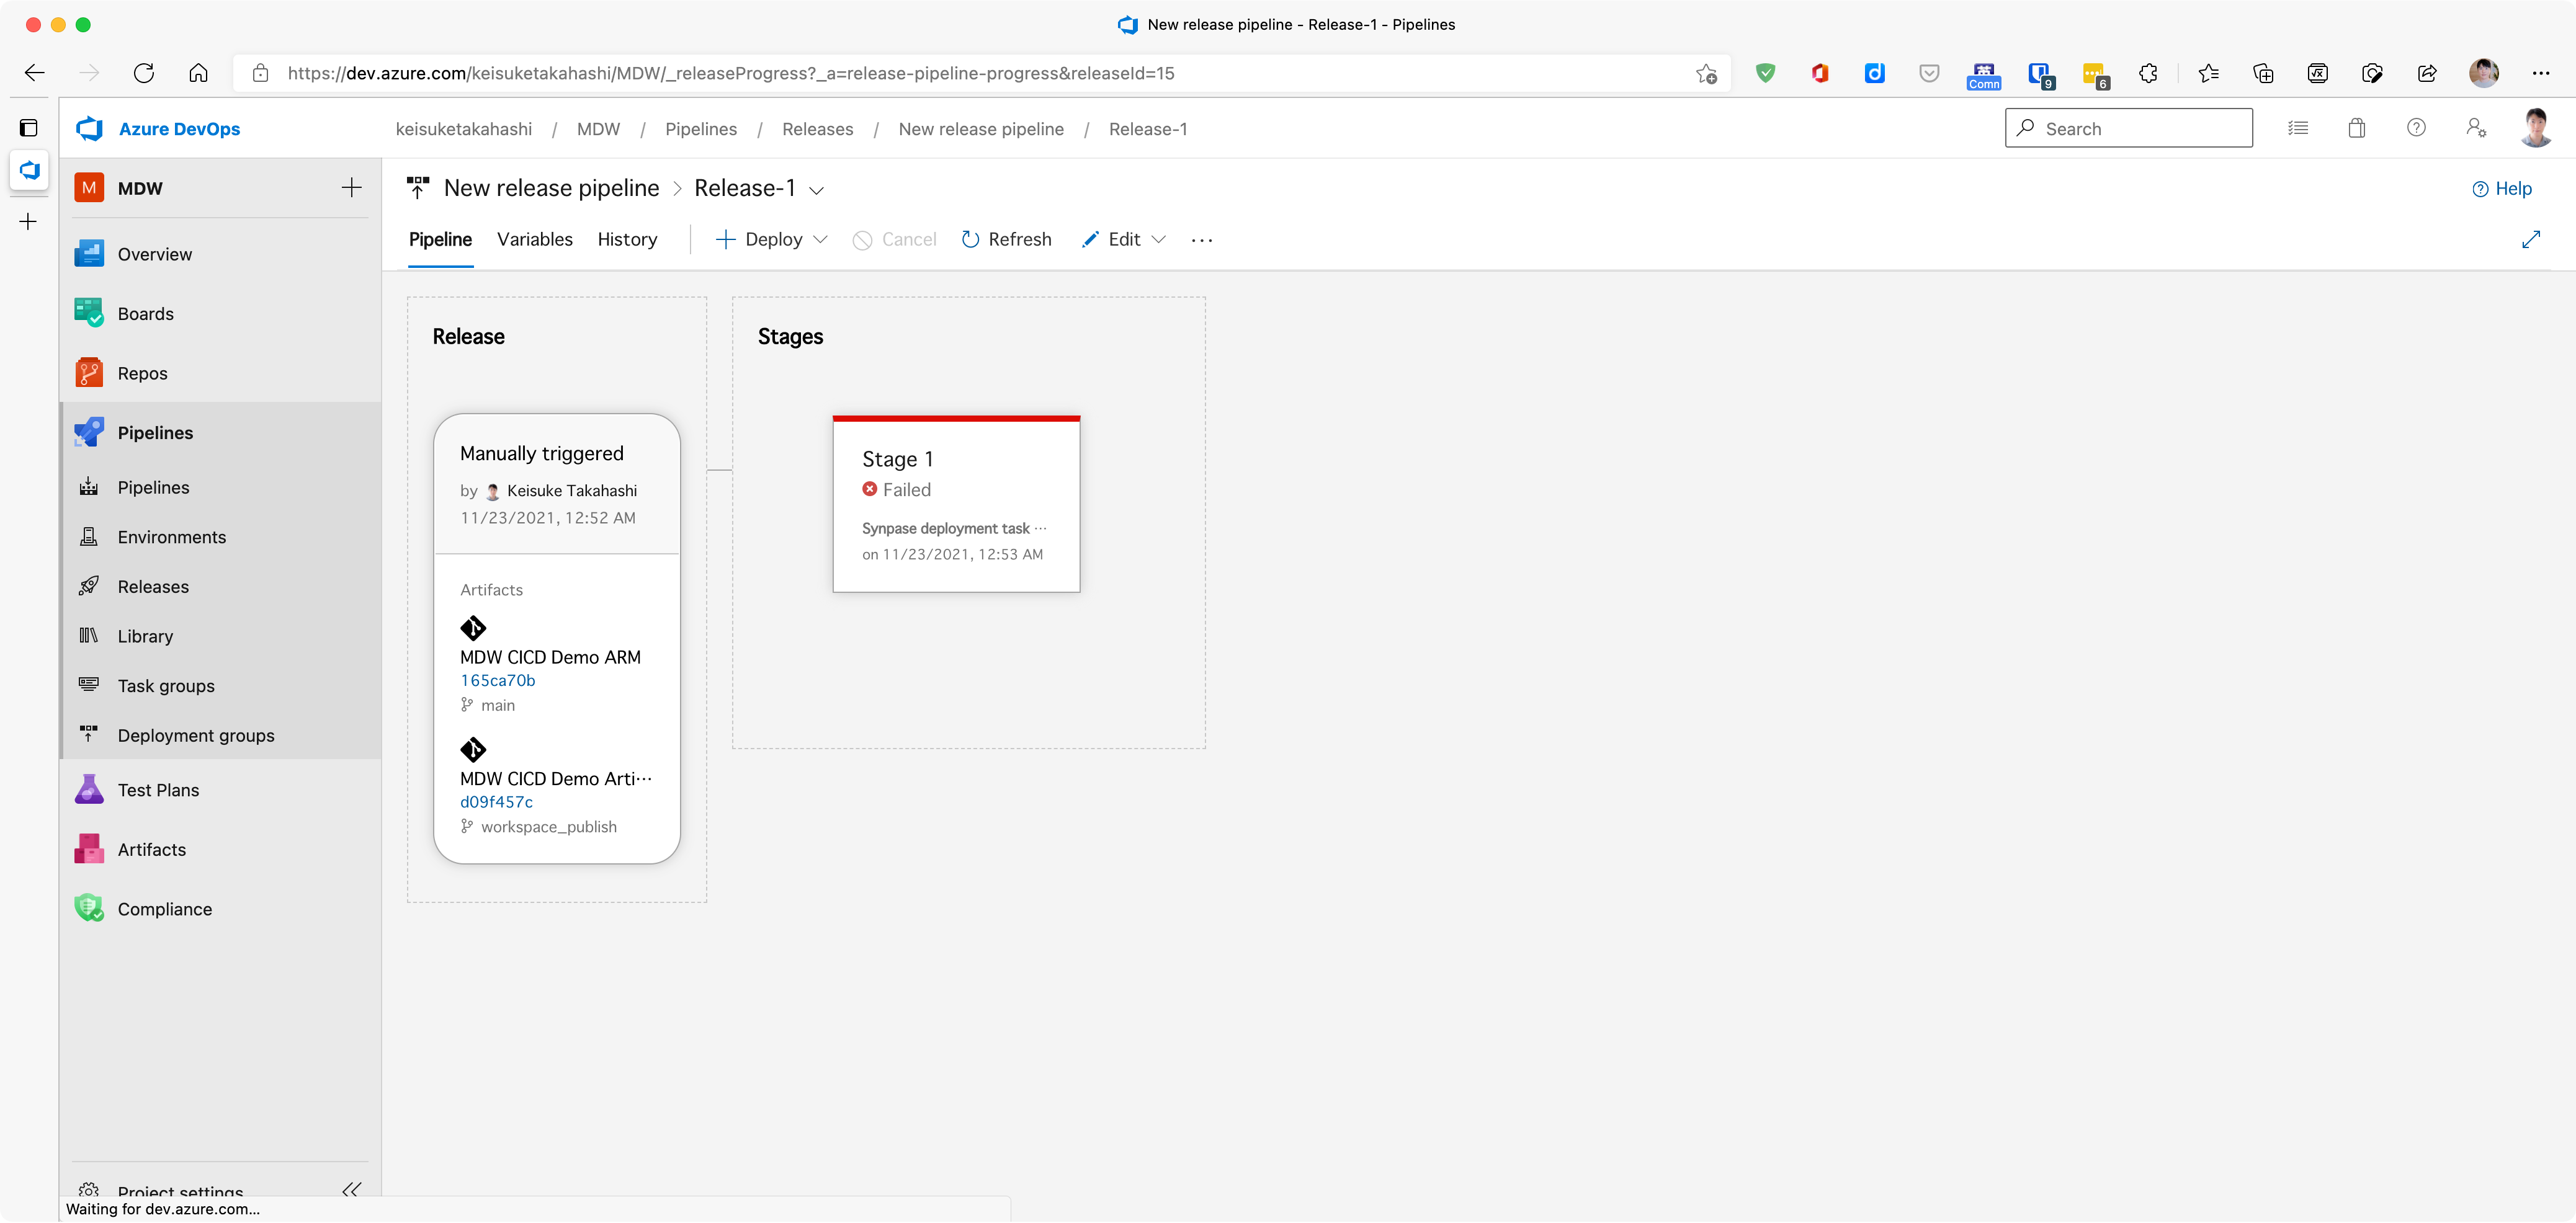 New release pipeline - Release-1 - Pipelines
https://dev.azure.com/keisuketakahashi/MDW/_releaseProgress?_a=release-pipeline-progress&releaseId=15
英
Comn
9
6
Azure DevOps
keisuketakahashi / MDW / Pipelines / Releases / New release pipeline / Release-1
Search
M MDW
New release pipeline > Release-1
Help
Pipeline Variables History Deploy Cancel Refresh Edit ...
Overview
Boards
Repos
Pipelines
Pipelines
Environments
Releases
Library
Task groups
Deployment groups
Test Plans
Artifacts
Compliance
Project settings
Release
Manually triggered
by Keisuke Takahashi
11/23/2021, 12:52 AM
Artifacts
MDW CICD Demo ARM
165ca70b
main
MDW CICD Demo Arti···
d09f457c
workspace_publish
Stages
Stage 1
Failed
Synpase deployment task ···
on 11/23/2021, 12:53 AM
Waiting for dev.azure.com...